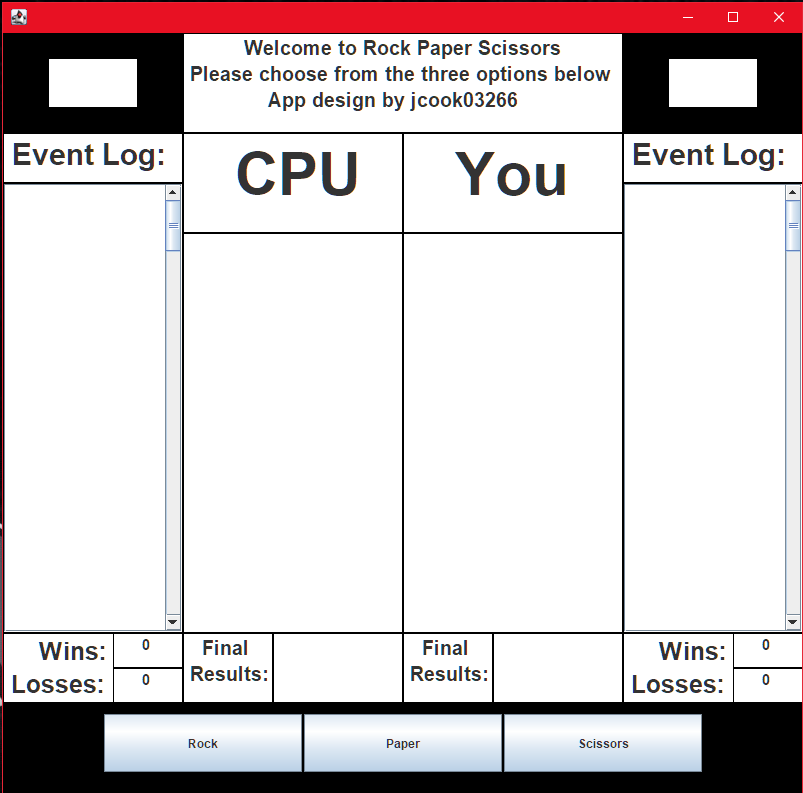 Welcome to Rock Paper Scissors
Please choose from the three options below
App design by jcook03266
Event Log:
CPU
You
Event Log:
Wins:
0
Losses:
0
Final
Results:
Final
Results:
Wins:
0
Losses:
0
Rock
Paper
Scissors